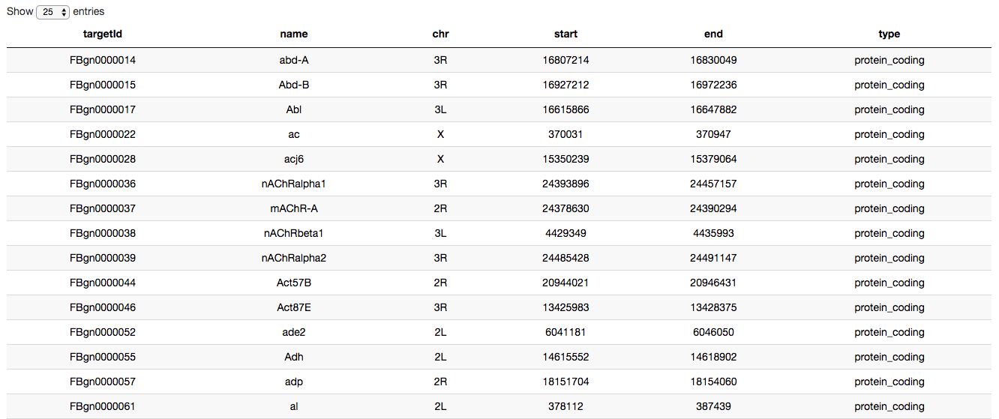 Show 25 entries
targetId name chr start end type
FBgn0000014 abd-A 3R 16807214 16830049 protein_coding
FBgn0000015 Abd-B 3R 16927212 16972236 protein_coding
FBgn0000017 Abl 3L 16615866 16647882 protein_coding
FBgn0000022 ac X 370031 370947 protein_coding
FBgn0000028 acj6 X 15350239 15379064 protein_coding
FBgn0000036 nAChRalpha1 3R 24393896 24457157 protein_coding
FBgn0000037 mAChR-A 2R 24378630 24390294 protein_coding
FBgn0000038 nAChRbeta1 3L 4429349 4435993 protein_coding
FBgn0000039 nAChRalpha2 3R 24485428 24491147 protein_coding
FBgn0000044 Act57B 2R 20944021 20946431 protein_coding
FBgn0000046 Act87E 3R 13425983 13428375 protein_coding
FBgn0000052 ade2 2L 6041181 6046050 protein_coding
FBgn0000055 Adh 2L 14615552 14618902 protein_coding
FBgn0000057 adp 2R 18151704 18154060 protein_coding
FBgn0000061 al 2L 378112 387439 protein_coding